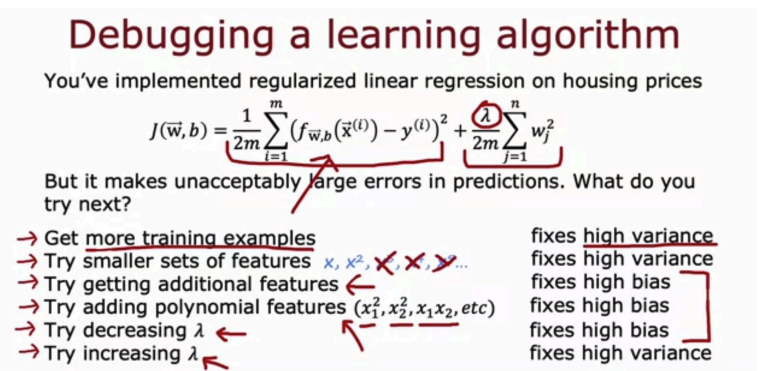 Debugging a learning algorithm
You've implemented regularized linear regression on housing prices
J(w⃗, b) = 1/2m ∑_{i=1}^{m} (f_{w⃗,b}(x⃗^{(i)}) − y^{(i)})² + λ/2m ∑_{j=1}^{n} w_j²
But it makes unacceptably large errors in predictions. What do you
try next?
→ Get more training examples fixes high variance
→ Try smaller sets of features x, x², fixes high variance
→ Try getting additional features ← fixes high bias
→ Try adding polynomial features (x₁², x₂², x₁x₂, etc) fixes high bias
→ Try decreasing λ ← fixes high bias
→ Try increasing λ ← fixes high variance